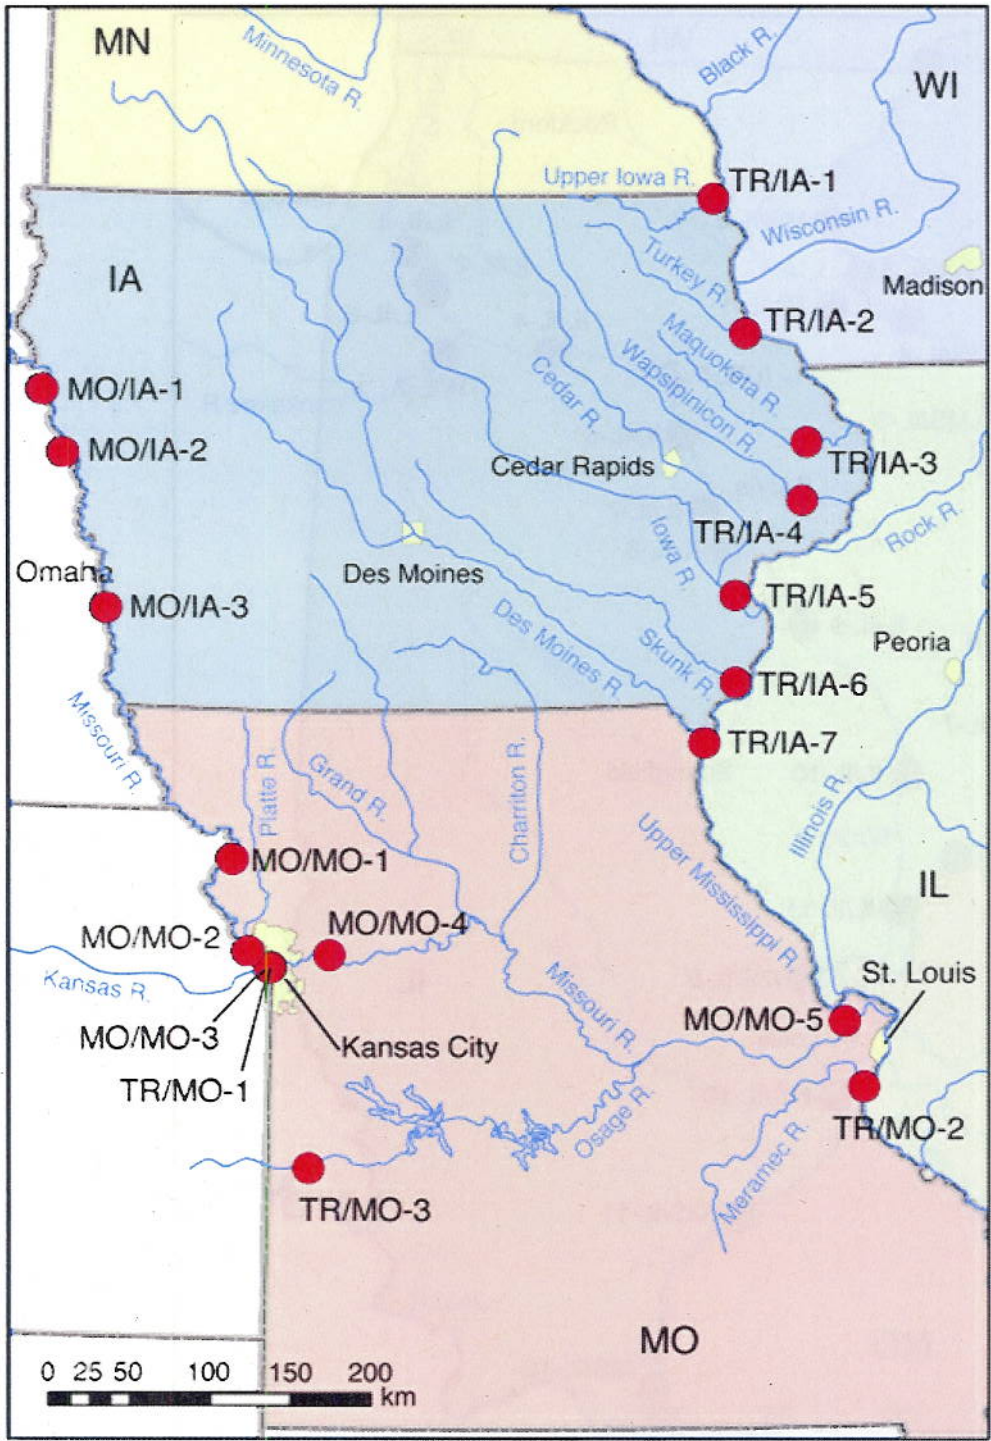 MN
Minnesota R.
Black R.
WI
Upper Iowa R.
TR/IA-1
Wisconsin R.
Turkey R.
Madison
IA
TR/IA-2
Maquoketa R.
Wapsipinicon R.
Cedar R.
MO/IA-1
MO/IA-2
Cedar Rapids
TR/IA-3
TR/IA-4
Rock R.
Iowa R.
Omaha
Des Moines
MO/IA-3
TR/IA-5
Des Moines R.
Skunk R.
Peoria
TR/IA-6
Missouri R.
TR/IA-7
Platte R.
Grand R.
Charriton R.
Upper Mississippi R.
Illinois R.
MO/MO-1
IL
MO/MO-2
MO/MO-4
Kansas R.
Missouri R.
St. Louis
MO/MO-5
MO/MO-3
Kansas City
TR/MO-1
Osage R.
TR/MO-2
Meramec R.
TR/MO-3
MO
0 25 50 100 150 200
km